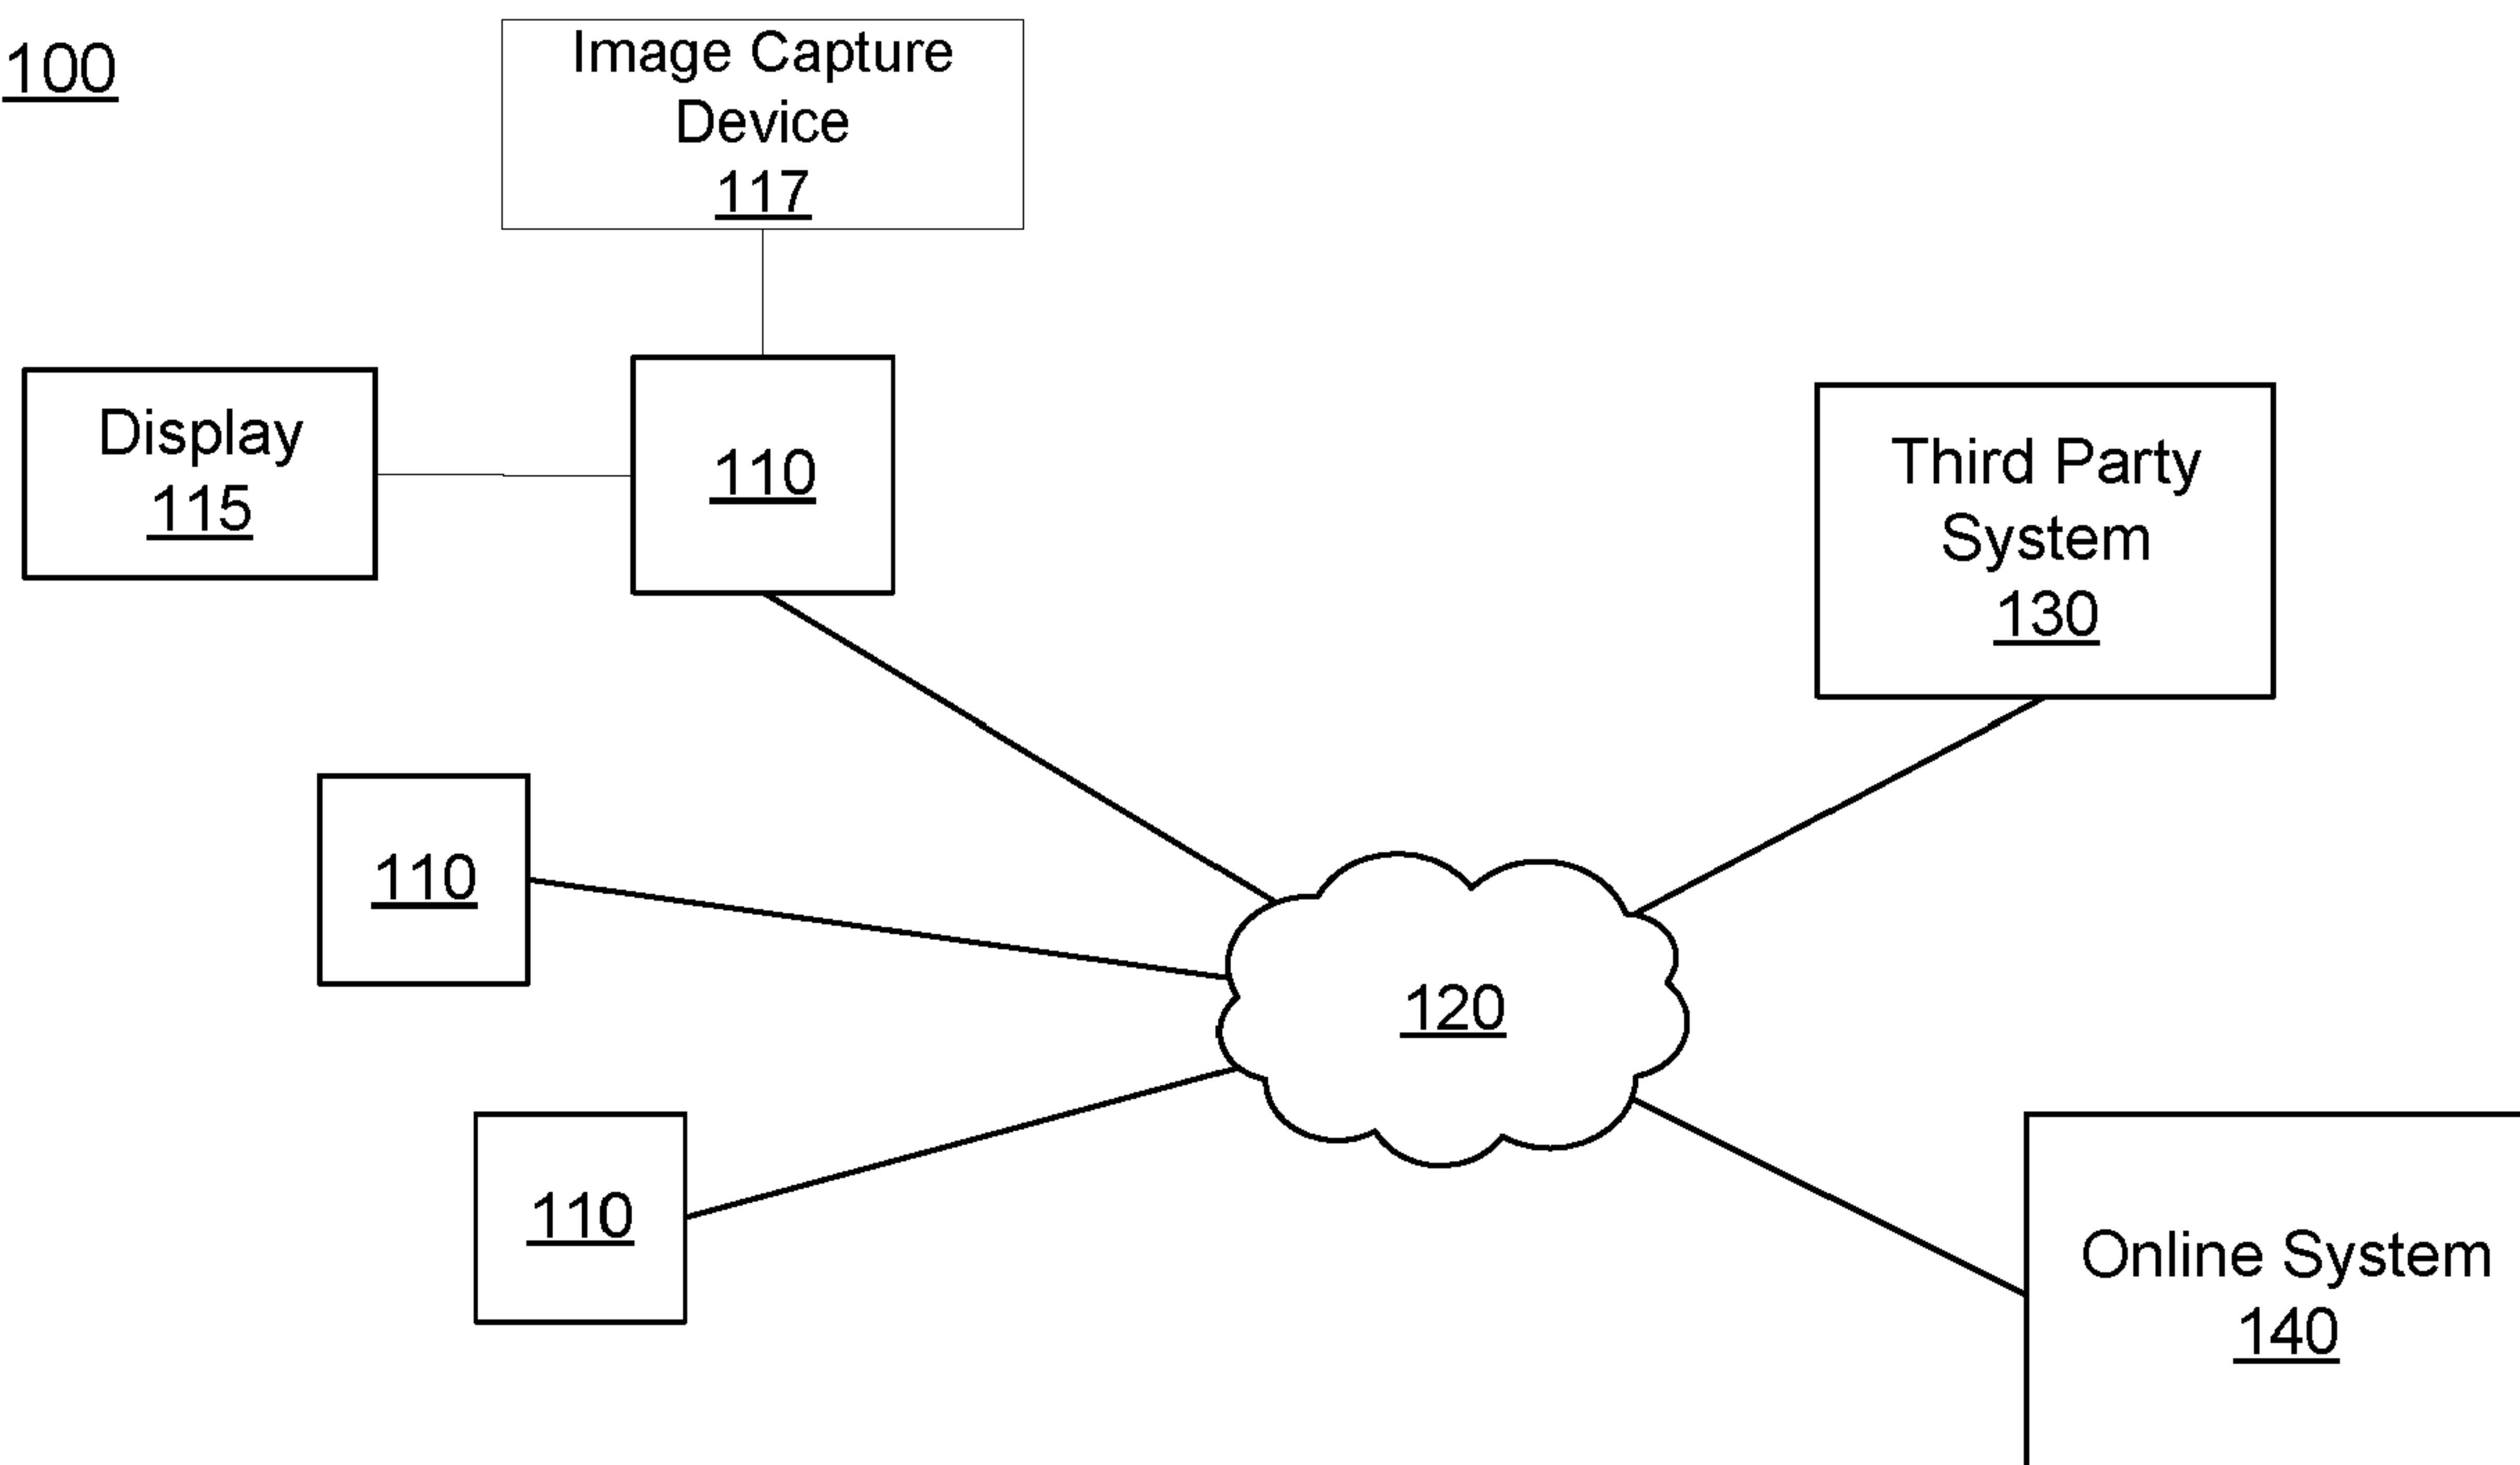 100
Image Capture
Device
117
Display
115
110
Third Party
System
130
110
120
110
Online System
140